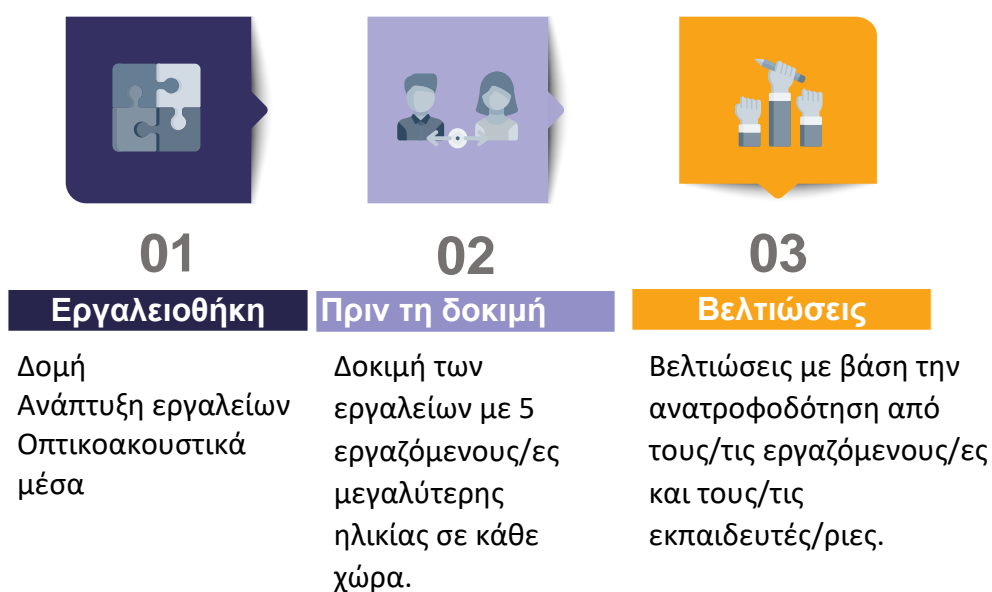 01
Εργαλειοθήκη
Δομή
Ανάπτυξη εργαλείων
Οπτικοακουστικά
μέσα
02
Πριν τη δοκιμή
Δοκιμή των
εργαλείων με 5
εργαζόμενους/ες
μεγαλύτερης
ηλικίας σε κάθε
χώρα.
03
Βελτιώσεις
Βελτιώσεις με βάση την
ανατροφοδότηση από
τους/τις εργαζόμενους/ες
και τους/τις
εκπαιδευτές/ριες.